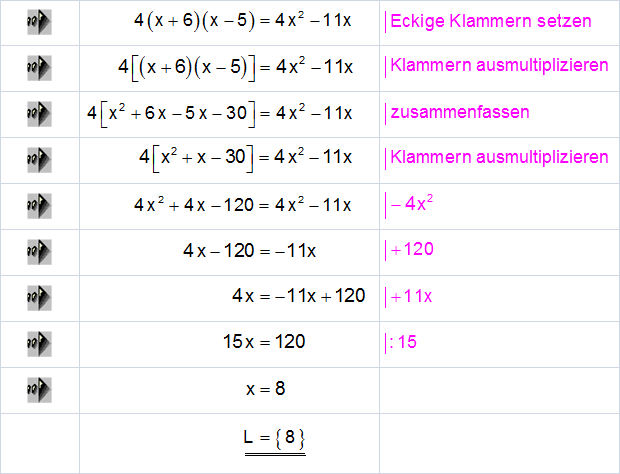 4(x+6)(x−5)=4x²−11x |Eckige Klammern setzen
4[(x+6)(x−5)]=4x²−11x |Klammern ausmultiplizieren
4[x²+6x−5x−30]=4x²−11x |zusammenfassen
4[x²+x−30]=4x²−11x |Klammern ausmultiplizieren
4x²+4x−120=4x²−11x |−4x²
4x−120=−11x |+120
4x=−11x+120 |+11x
15x=120 |:15
x=8
L={8}